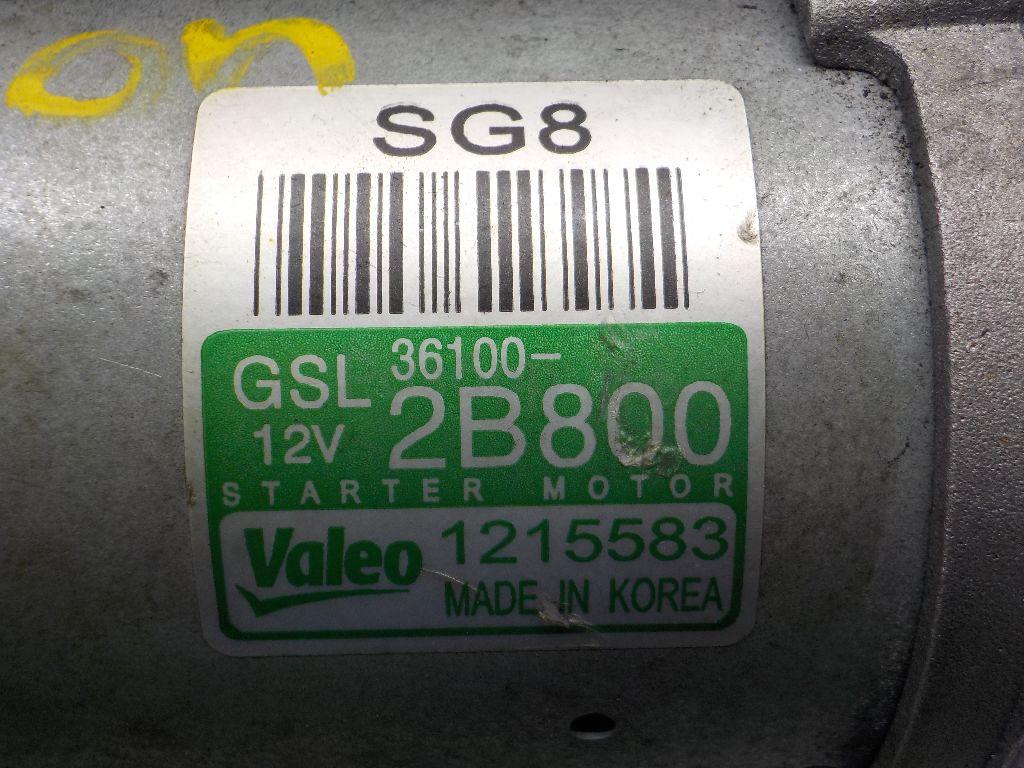 on
SG8
GSL 36100-
12V 2B800
STARTER MOTOR
Valeo 1215583
MADE IN KOREA